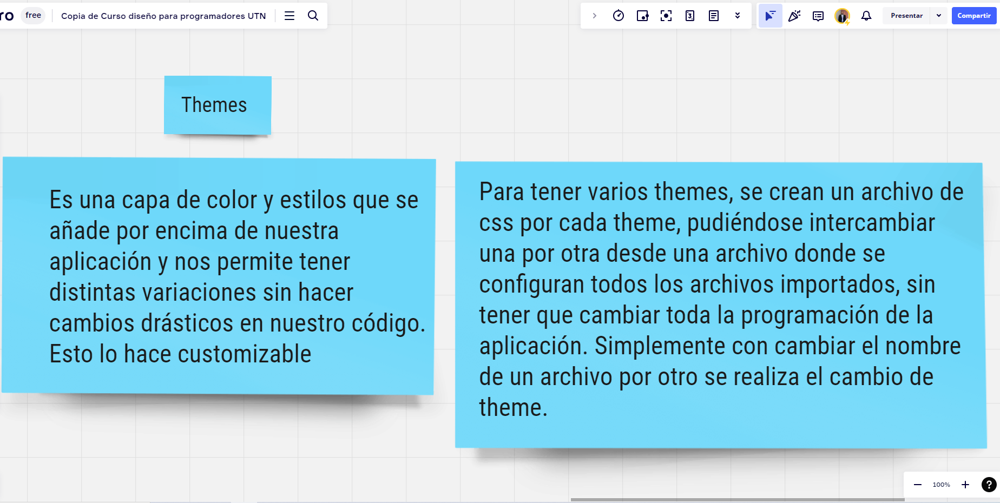 ro free Copia de Curso diseño para programadores UTN
Presentar
Compartir
Themes
Es una capa de color y estilos que se
añade por encima de nuestra
aplicación y nos permite tener
distintas variaciones sin hacer
cambios drásticos en nuestro código.
Esto lo hace customizable
Para tener varios themes, se crean un archivo de
css por cada theme, pudiéndose intercambiar
una por otra desde una archivo donde se
configuran todos los archivos importados, sin
tener que cambiar toda la programación de la
aplicación. Simplemente con cambiar el nombre
de un archivo por otro se realiza el cambio de
theme.
100%